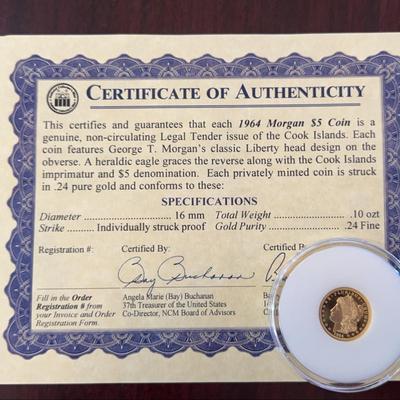 CERTIFICATE OF AUTHENTICITY
This certifies and guarantees that each 1964 Morgan $5 Coin is a
genuine, non-circulating Legal Tender issue of the Cook Islands. Each
coin features George T. Morgan's classic Liberty head design on the
obverse. A heraldic eagle graces the reverse along with the Cook Islands
imprimatur and $5 denomination. Each privately minted coin is struck
in .24 pure gold and conforms to these:
SPECIFICATIONS
Diameter .......................... 16 mm Total Weight .................. .10 oz
Strike ......... Individually struck proof Gold Purity .................. .24 Fine
Registration #: Certified By: Certified
Bay Buchanan
Fill in the Order
Registration # from
your Invoice and Order
Registration Form.
Angela Marie (Bay) Buchanan
37th Treasurer of the United States
Co-Director, NCM Board of Advisors